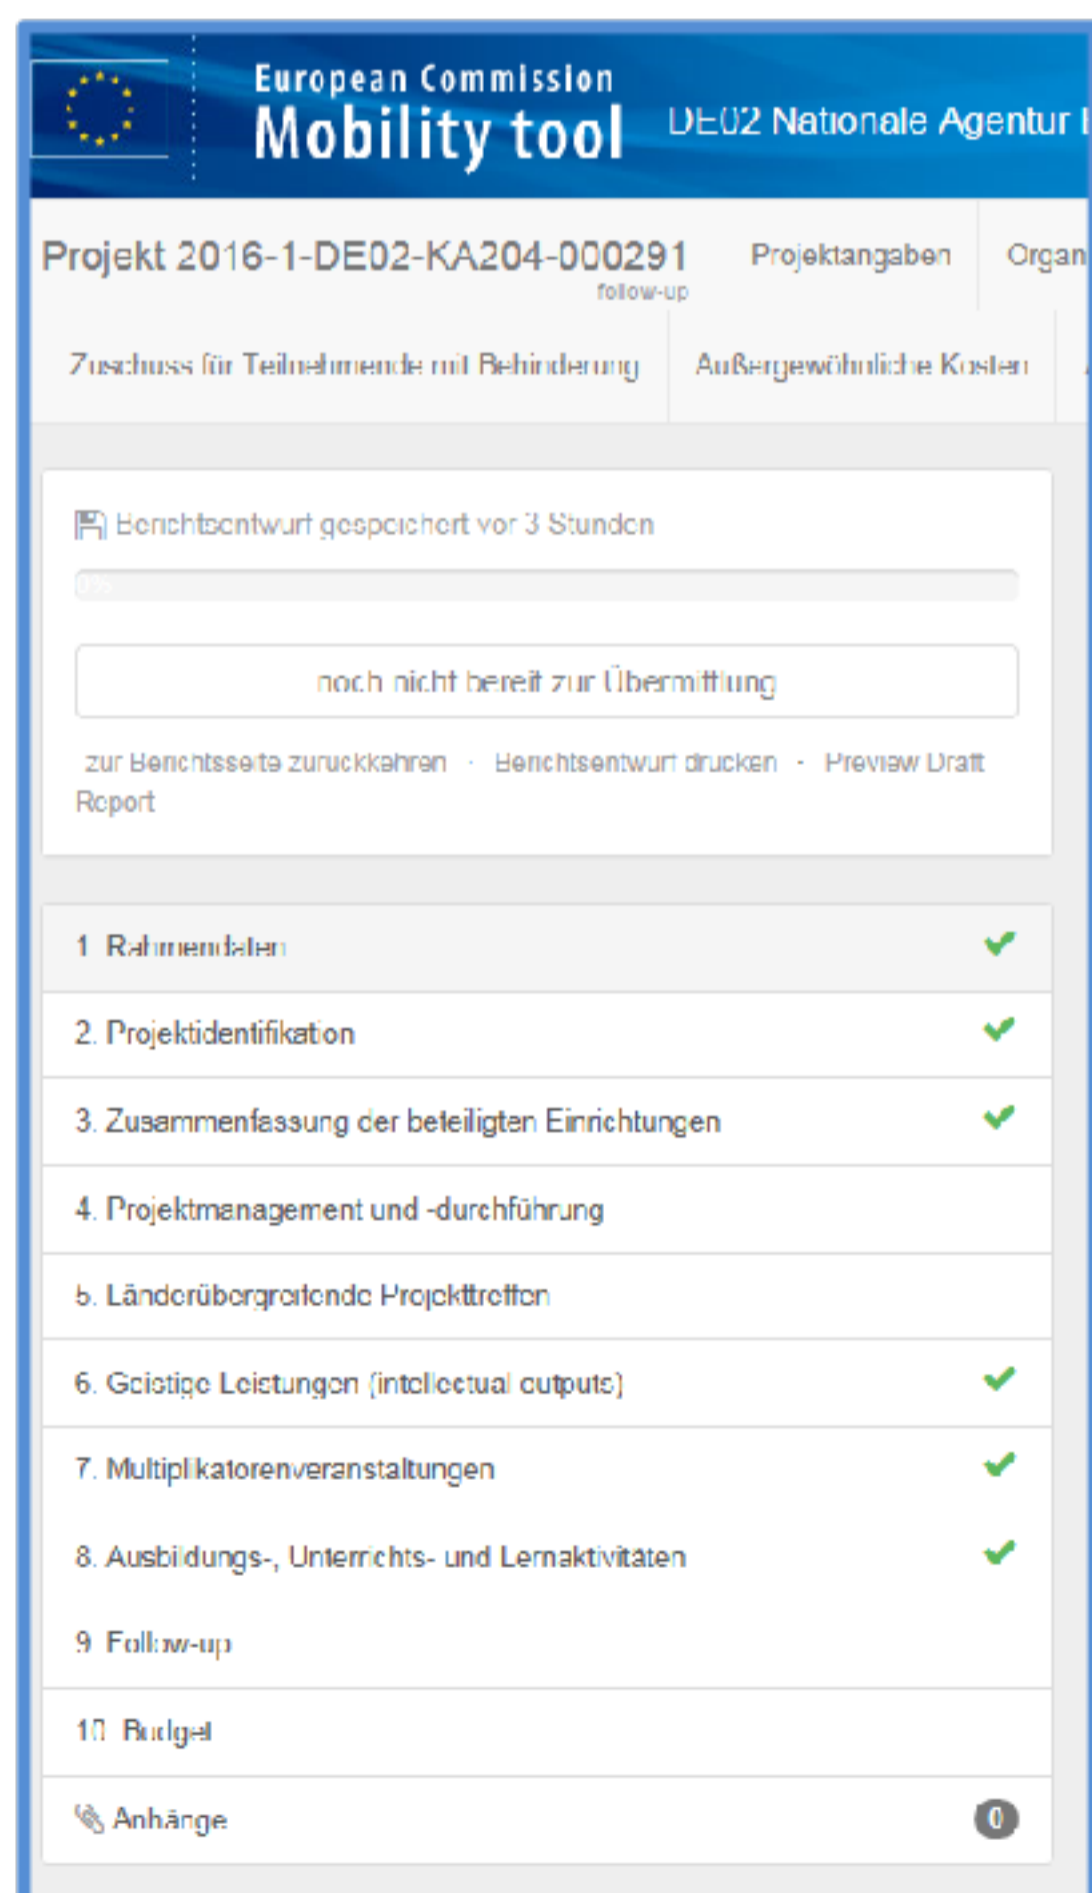 European Commission
Mobility tool
DE02 Nationale Agentur
Projekt 2016-1-DE02-KA204-000291
follow-up
Projektangaben
Organ
Zuschuss für Teilnehmende mit Behinderung
Außergewöhnliche Kosten
Berichtsentwurf gespeichert vor 3 Stunden
0%
noch nicht bereit zur Übermittlung
zur Berichtsseite zurückkehren · Berichtsentwurf drucken · Preview Draft
Report
1. Rahmendaten
2. Projektidentifikation
3. Zusammenfassung der beteiligten Einrichtungen
4. Projektmanagement und -durchführung
5. Länderübergreifende Projekttreffen
6. Geistige Leistungen (intellectual outputs)
7. Multiplikatorenveranstaltungen
8. Ausbildungs-, Unterrichts- und Lernaktivitäten
9. Follow-up
10. Budget
Anhänge
0